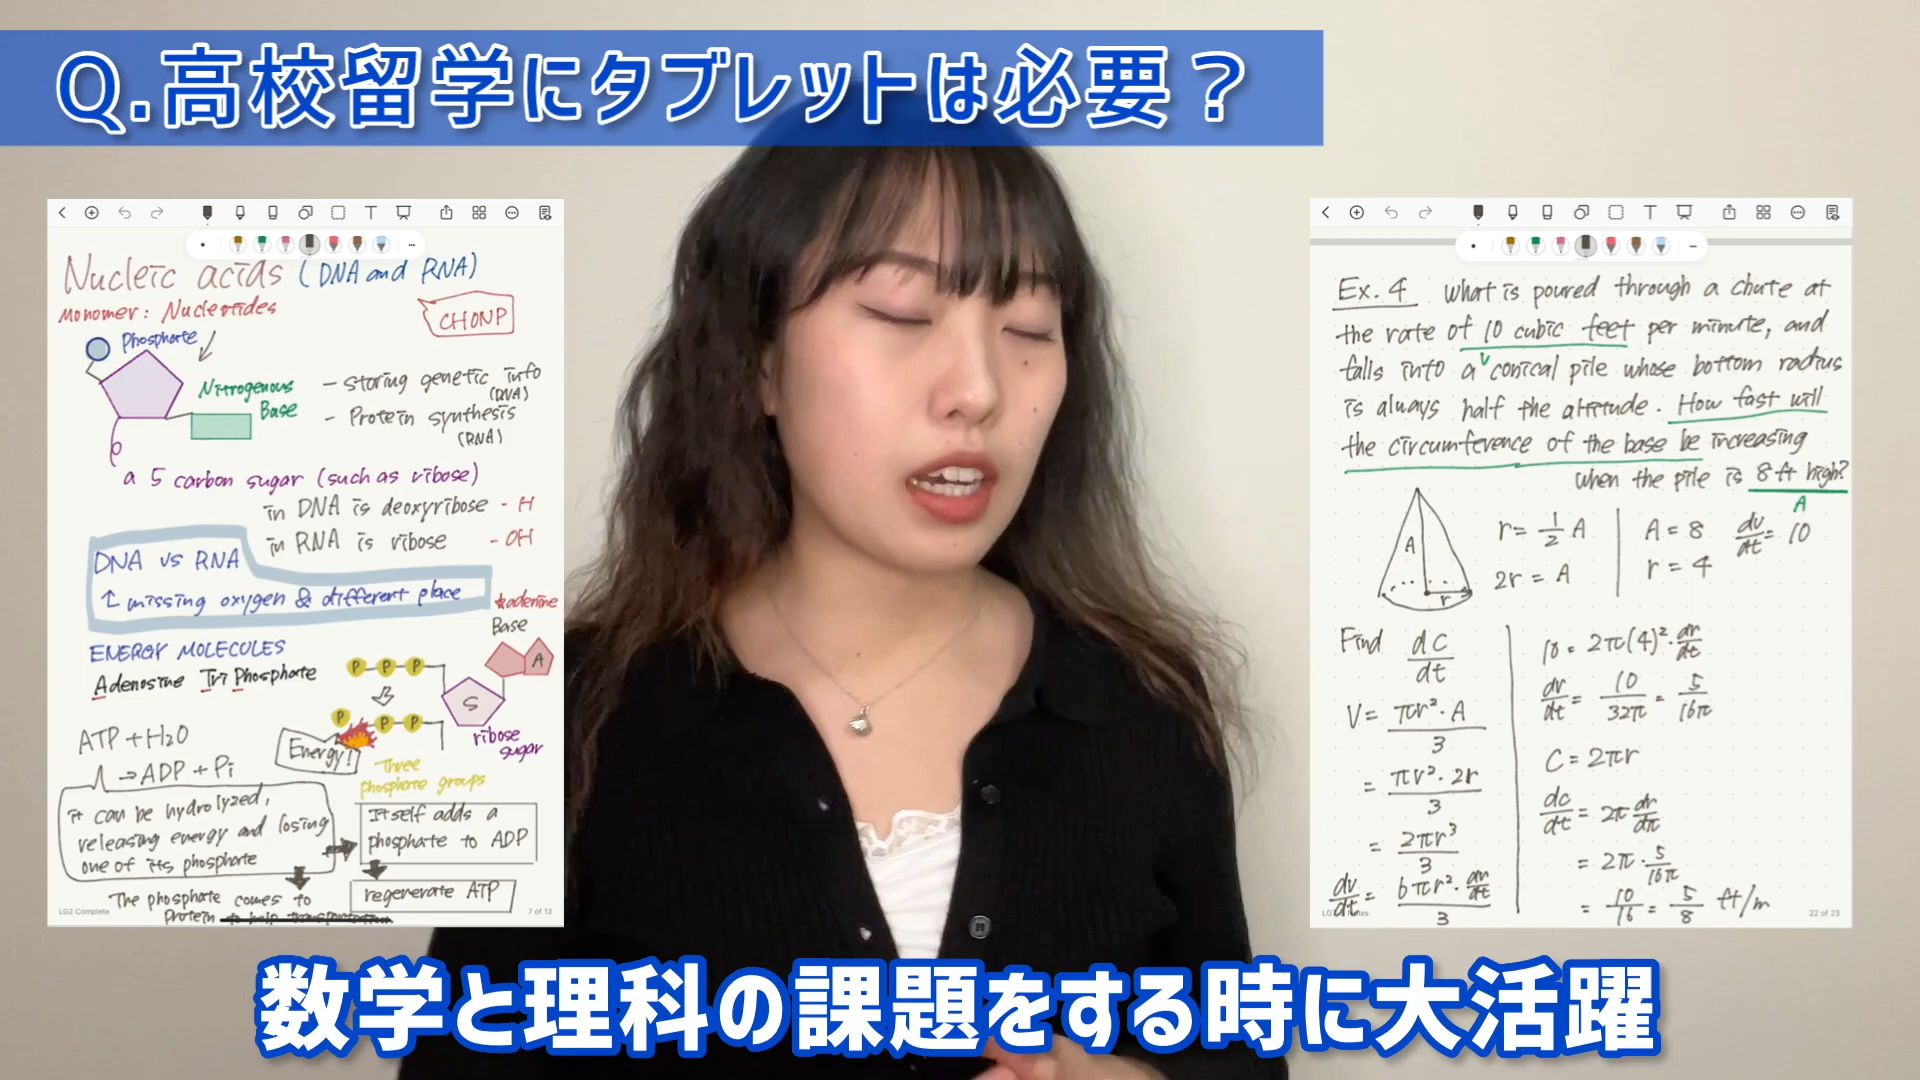 Q.高校留学にタブレットは必要？
Nucleic acids (DNA and RNA)
Monomer: Nucleotides
CHONP
Phosphate
Nitrogenous
Base
- storing genetic info
(DNA)
- Protein synthesis
(RNA)
a 5 carbon sugar (such as ribose)
in DNA is deoxyribose - H
in RNA is ribose - OH
DNA vs RNA
↑ missing oxygen & different place
ENERGY MOLECULES
Adenosine Tri Phosphate
adenine
Base
P P P
A
S
P P P
ribose
sugar
Energy!
Three
phosphate groups
ATP + H2O
→ ADP + Pi
it can be hydrolyzed,
releasing energy and losing
one of its phosphate
Itself adds a
phosphate to ADP
regenerate ATP
The phosphate comes to
Protein
LG2 Complete
7 of 13
Ex. 4 What is poured through a chute at
the rate of 10 cubic feet per minute, and
falls into a conical pile whose bottom radius
is always half the altitude. How fast will
the circumference of the base be increasing
when the pile is 8 ft high?
A
A
r
r = 1/2 A
2r = A
A = 8
r = 4
dv/dt = 10
Find dC/dt
V = πr²·A/3
= πr²·2r/3
= 2πr³/3
dv/dt = 6πr²·dr/dt/3
10 = 2π(4)²·dr/dt
dr/dt = 10/32π = 5/16π
C = 2πr
dc/dt = 2π dr/dt
= 2π·5/16π
= 10/16 = 5/8 ft/m
22 of 23
数学と理科の課題をする時に大活躍